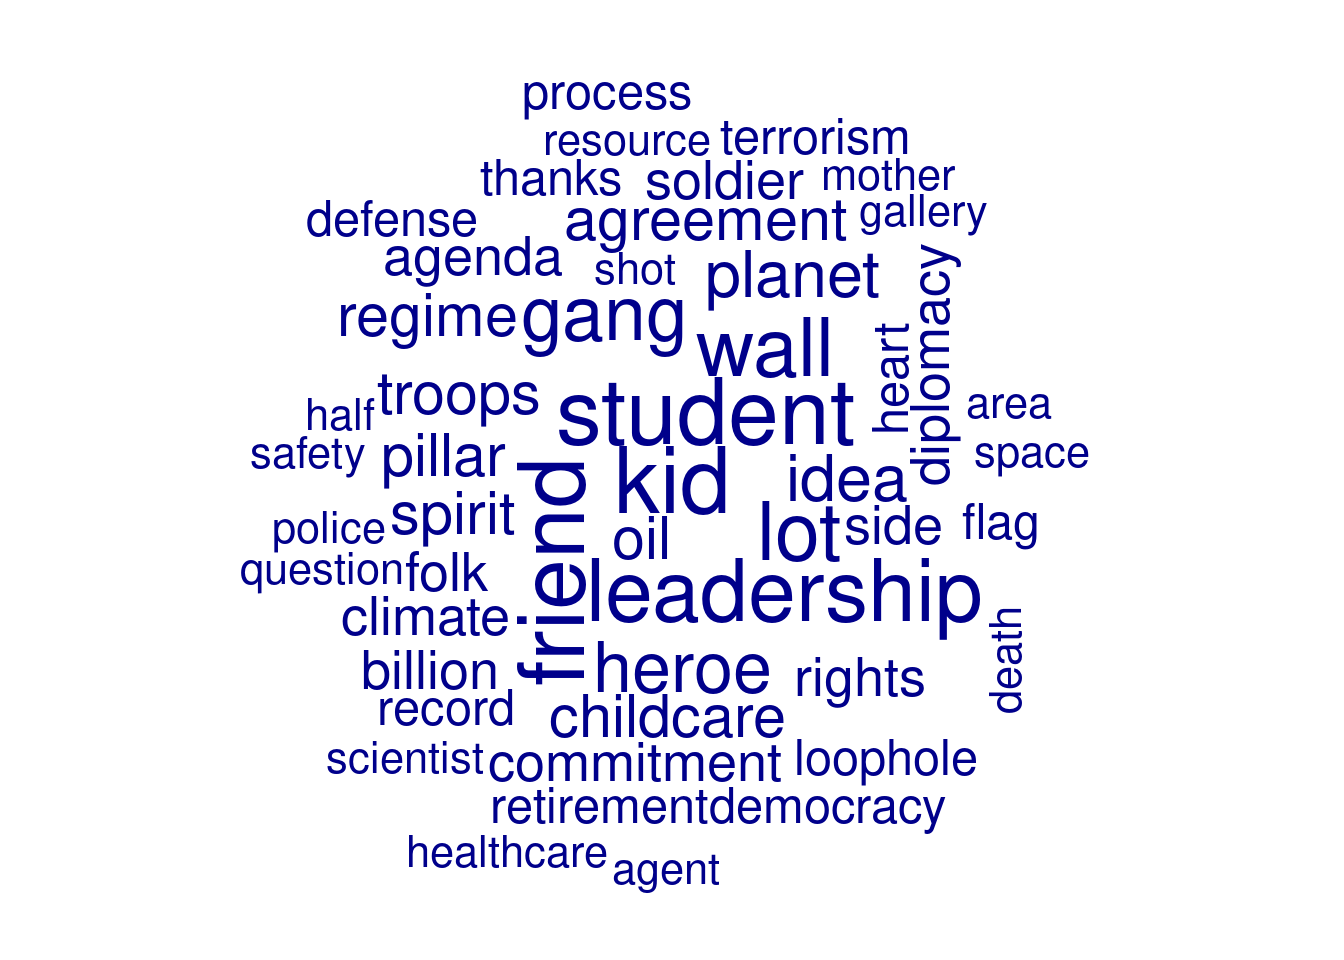 process
resource terrorism
thanks soldier mother
defense agreement gallery
agenda shot planet diplomacy
regime gang wall heart
troops student area
half
safety pillar kid idea space
friend
spirit oil lot side flag
police
question folk leadership
climate death
billion heroe rights
record childcare
scientist commitment loophole
retirement democracy
healthcare agent